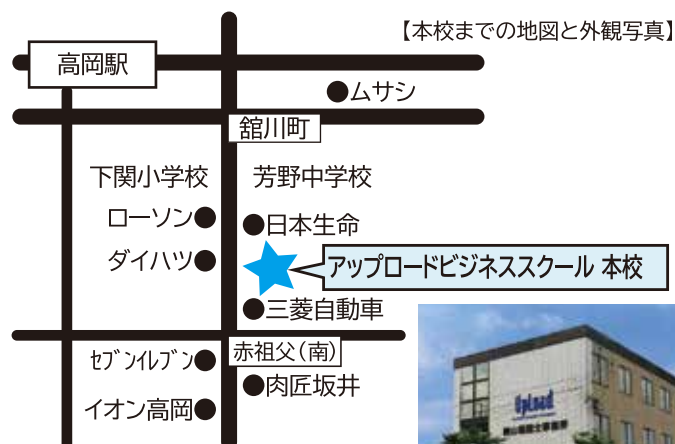 【本校までの地図と外観写真】
高岡駅
●ムサシ
舘川町
下関小学校 芳野中学校
ローソン●
●日本生命
ダイハツ●
アップロードビジネススクール 本校
●三菱自動車
赤祖父(南)
セブンイレブン●
●肉匠坂井
イオン高岡●
Upload